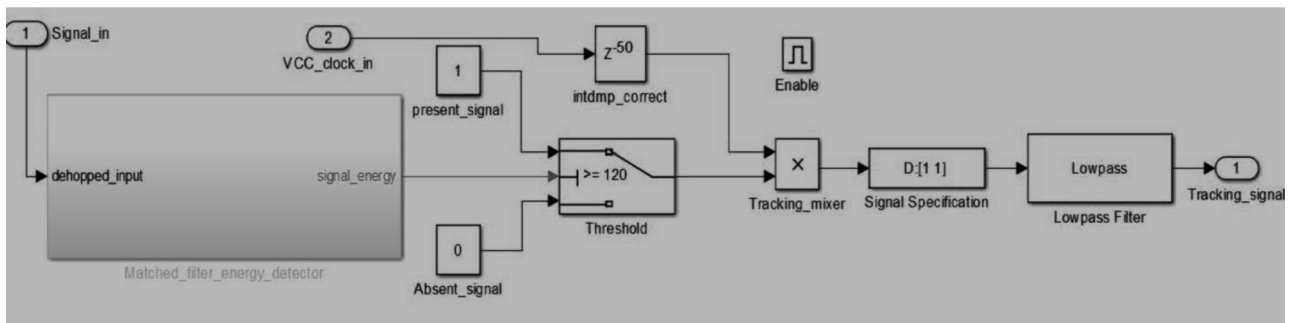 1
Signal_in
2
VCC_clock_in
1
present_signal
Z-50
intdmp_correct
Enable
dehopped_input
signal_energy
Matched_filter_energy_detector
>= 120
Threshold
0
Absent_signal
×
Tracking_mixer
D:[1 1]
Signal Specification
Lowpass
Lowpass Filter
1
Tracking_signal